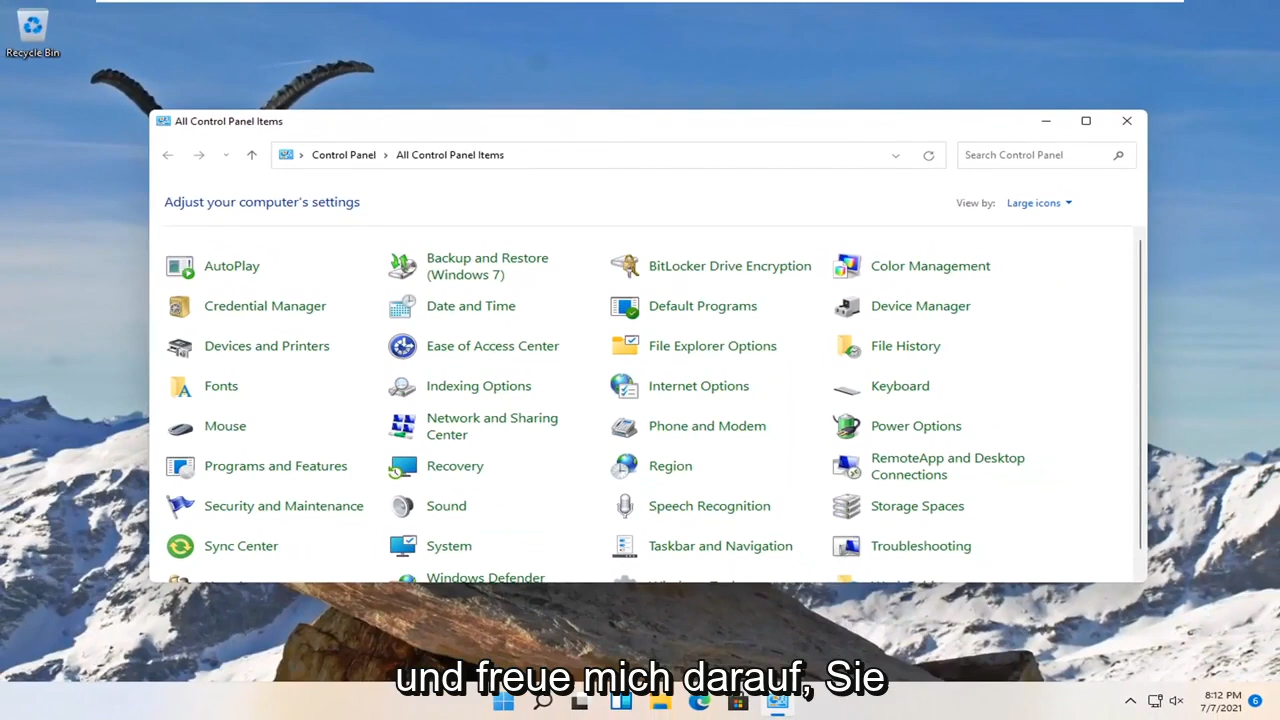 Recycle Bin
All Control Panel Items
Control Panel
All Control Panel Items
Search Control Panel
Adjust your computer's settings
View by:
Large icons
AutoPlay
Backup and Restore
(Windows 7)
BitLocker Drive Encryption
Color Management
Credential Manager
Date and Time
Default Programs
Device Manager
Devices and Printers
Ease of Access Center
File Explorer Options
File History
Fonts
Indexing Options
Internet Options
Keyboard
Mouse
Network and Sharing
Center
Phone and Modem
Power Options
Programs and Features
Recovery
Region
RemoteApp and Desktop
Connections
Security and Maintenance
Sound
Speech Recognition
Storage Spaces
Sync Center
System
Taskbar and Navigation
Troubleshooting
Windows Defender
und freue mich darauf, Sie
8:12 PM
7/7/2021
6